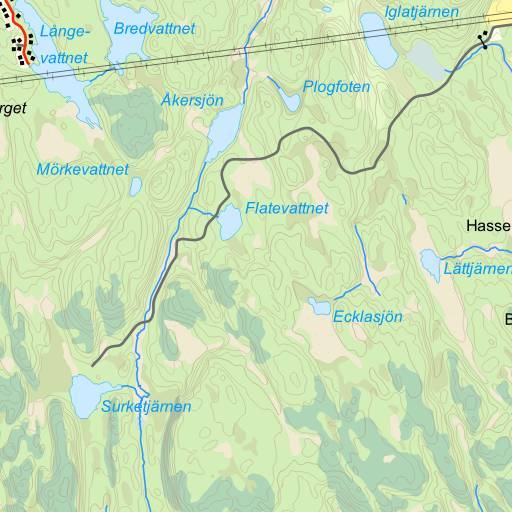 Iglatjärnen
Långe-
vattnet
Bredvattnet
Plogfoten
Åkersjön
rget
Mörkevattnet
Flatevattnet
Hasse
Lättjärnen
Ecklasjön
B
Surketjärnen